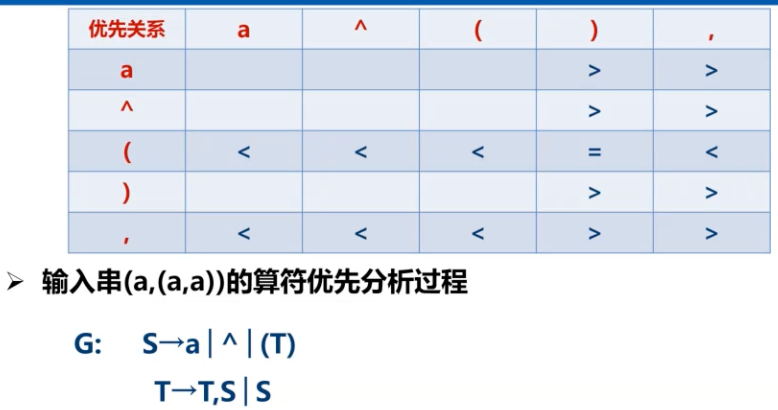 优先关系 a ^ ( ) ,
a > >
^ > >
( < < < = <
) > >
, < < < > >
➢ 输入串(a,(a,a))的算符优先分析过程
G: S→a|^|(T)
T→T,S|S